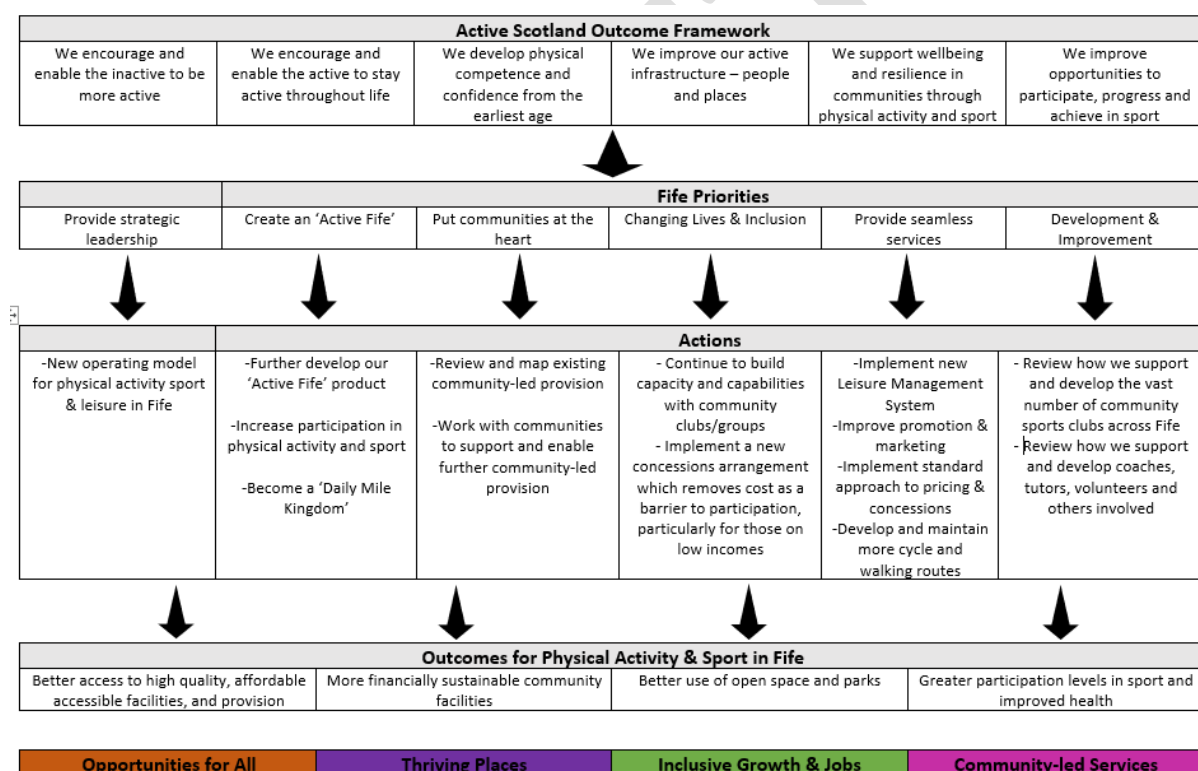 Active Scotland Outcome Framework
We encourage and
enable the inactive to be
more active
We encourage and
enable the active to stay
active throughout life
We develop physical
competence and
confidence from the
earliest age
We improve our active
infrastructure – people
and places
We support wellbeing
and resilience in
communities through
physical activity and sport
We improve
opportunities to
participate, progress and
achieve in sport
Fife Priorities
Provide strategic
leadership
Create an ‘Active Fife’
Put communities at the
heart
Changing Lives & Inclusion
Provide seamless
services
Development &
Improvement
Actions
-New operating model
for physical activity sport
& leisure in Fife
-Further develop our
‘Active Fife’ product
-Increase participation in
physical activity and sport
-Become a ‘Daily Mile
Kingdom’
-Review and map existing
community-led provision
-Work with communities
to support and enable
further community-led
provision
- Continue to build
capacity and capabilities
with community
clubs/groups
- Implement a new
concessions arrangement
which removes cost as a
barrier to participation,
particularly for those on
low incomes
-Implement new
Leisure Management
System
-Improve promotion &
marketing
-Implement standard
approach to pricing &
concessions
-Develop and maintain
more cycle and
walking routes
- Review how we support
and develop the vast
number of community
sports clubs across Fife
- Review how we support
and develop coaches,
tutors, volunteers and
others involved
Outcomes for Physical Activity & Sport in Fife
Better access to high quality, affordable
accessible facilities, and provision
More financially sustainable community
facilities
Better use of open space and parks
Greater participation levels in sport and
improved health
Opportunities for All
Thriving Places
Inclusive Growth & Jobs
Community-led Services